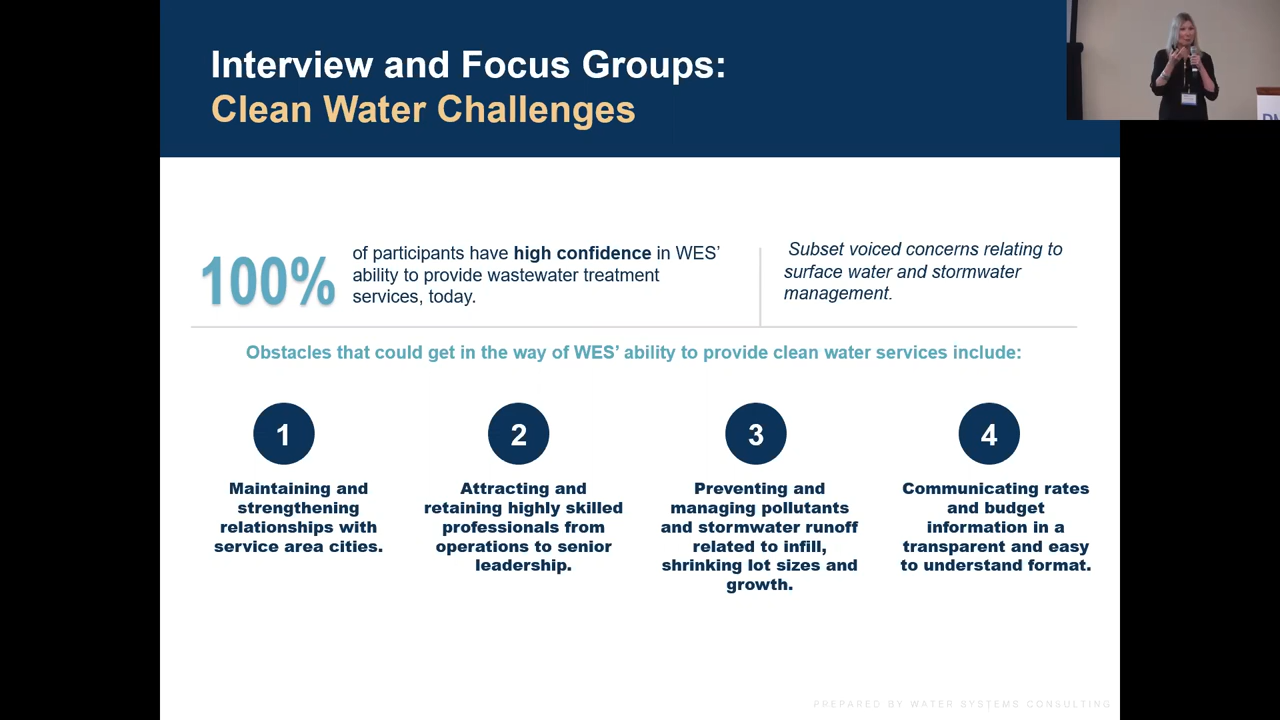 Interview and Focus Groups:
Clean Water Challenges
100%
of participants have high confidence in WES’
ability to provide wastewater treatment
services, today.
Subset voiced concerns relating to
surface water and stormwater
management.
Obstacles that could get in the way of WES’ ability to provide clean water services include:
1
Maintaining and
strengthening
relationships with
service area cities.
2
Attracting and
retaining highly skilled
professionals from
operations to senior
leadership.
3
Preventing and
managing pollutants
and stormwater runoff
related to infill,
shrinking lot sizes and
growth.
4
Communicating rates
and budget
information in a
transparent and easy
to understand format.
PREPARED BY WATER SYSTEMS CONSULTING